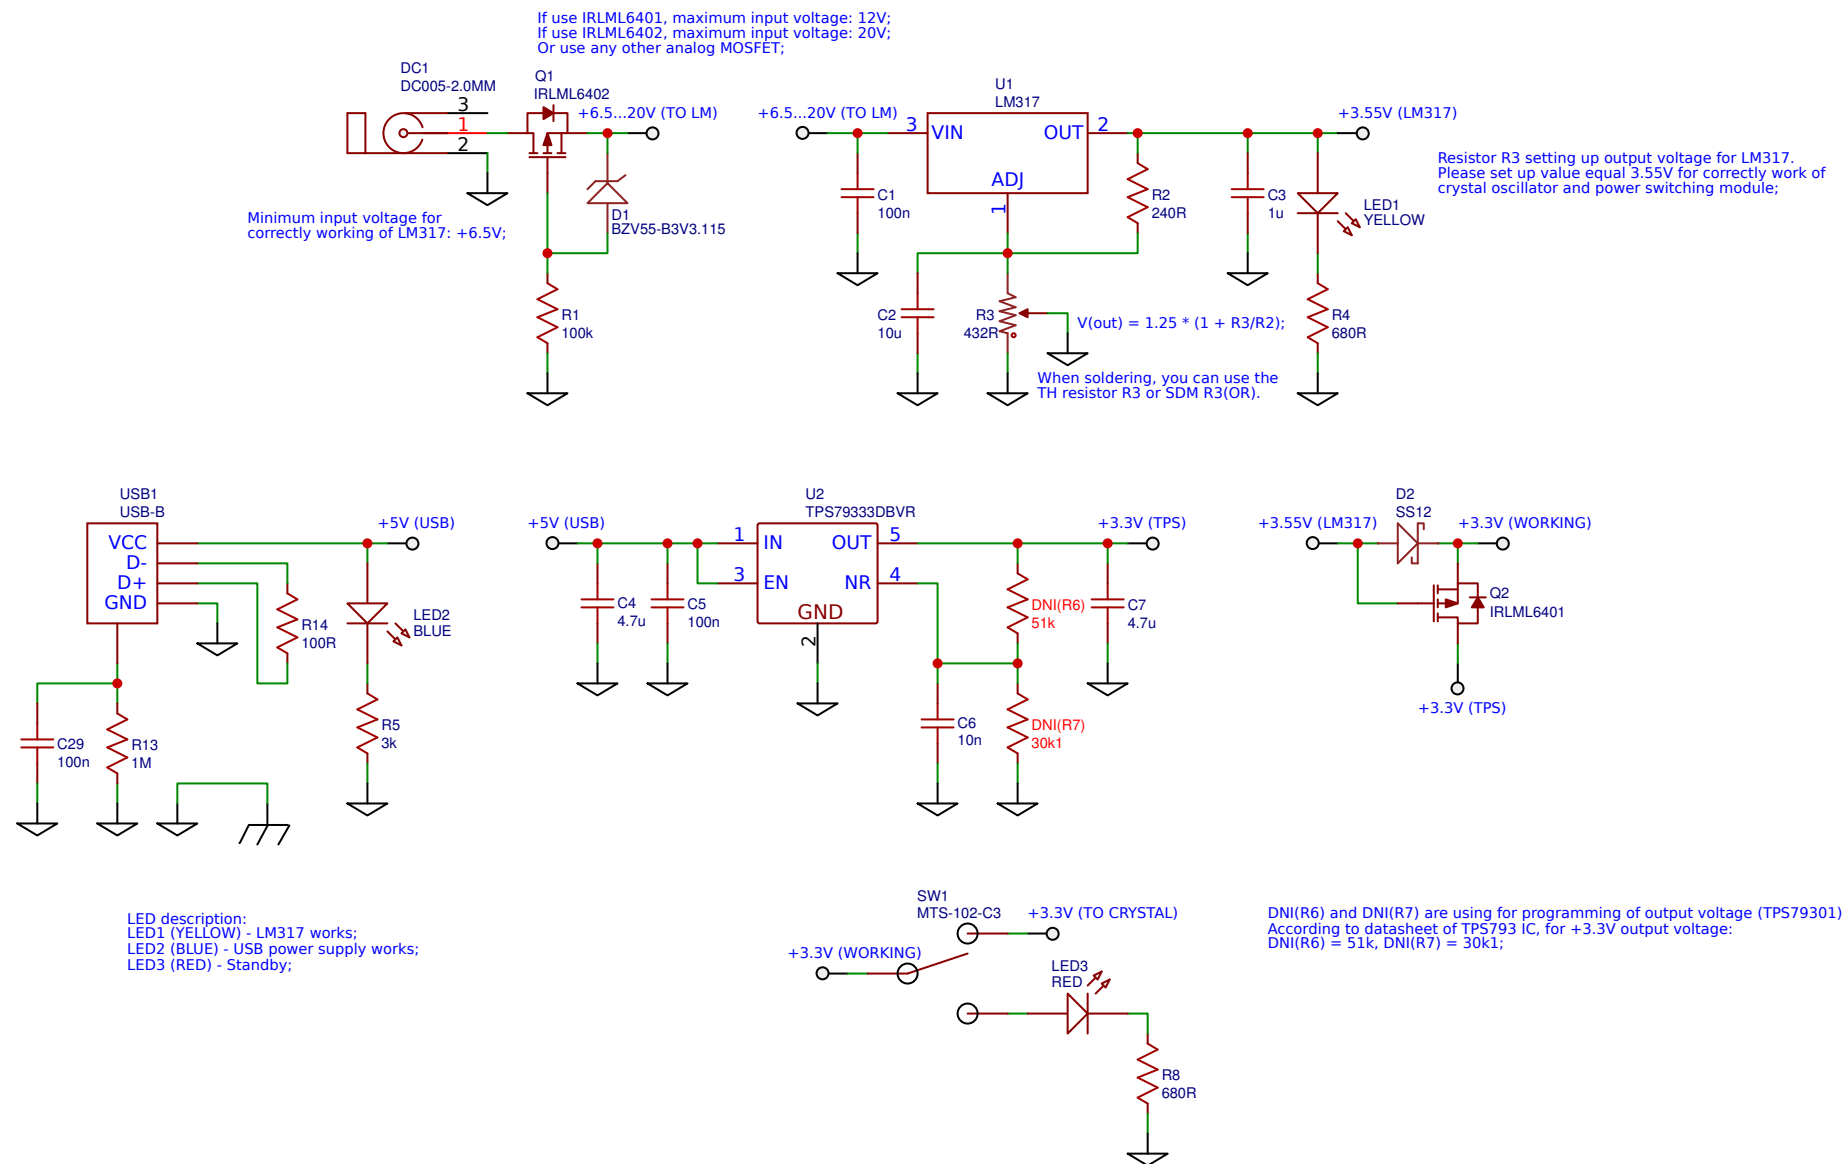 If use IRLML6401, maximum input voltage: 12V;
If use IRLML6402, maximum input voltage: 20V;
Or use any other analog MOSFET;
DC1
DC005-2.0MM
3
1
2
Q1
IRLML6402
+6.5...20V (TO LM)
D1
BZV55-B3V3.115
Minimum input voltage for
correctly working of LM317: +6.5V;
R1
100k
+6.5...20V (TO LM)
U1
LM317
3
VIN
OUT
2
ADJ
1
+3.55V (LM317)
C1
100n
R2
240R
C3
1u
LED1
YELLOW
Resistor R3 setting up output voltage for LM317.
Please set up value equal 3.55V for correctly work of
crystal oscillator and power switching module;
C2
10u
R3
432R
V(out) = 1.25 * (1 + R3/R2);
R4
680R
When soldering, you can use the
TH resistor R3 or SDM R3(OR).
USB1
USB-B
VCC
D-
D+
GND
+5V (USB)
R14
100R
LED2
BLUE
R5
3k
C29
100n
R13
1M
+5V (USB)
U2
TPS79333DBVR
1
IN
OUT
5
3
EN
NR
4
GND
2
+3.3V (TPS)
C4
4.7u
C5
100n
DNI(R6)
51k
C7
4.7u
C6
10n
DNI(R7)
30k1
D2
SS12
+3.55V (LM317)
+3.3V (WORKING)
Q2
IRLML6401
+3.3V (TPS)
LED description:
LED1 (YELLOW) - LM317 works;
LED2 (BLUE) - USB power supply works;
LED3 (RED) - Standby;
SW1
MTS-102-C3
+3.3V (TO CRYSTAL)
+3.3V (WORKING)
LED3
RED
R8
680R
DNI(R6) and DNI(R7) are using for programming of output voltage (TPS79301)
According to datasheet of TPS793 IC, for +3.3V output voltage:
DNI(R6) = 51k, DNI(R7) = 30k1;